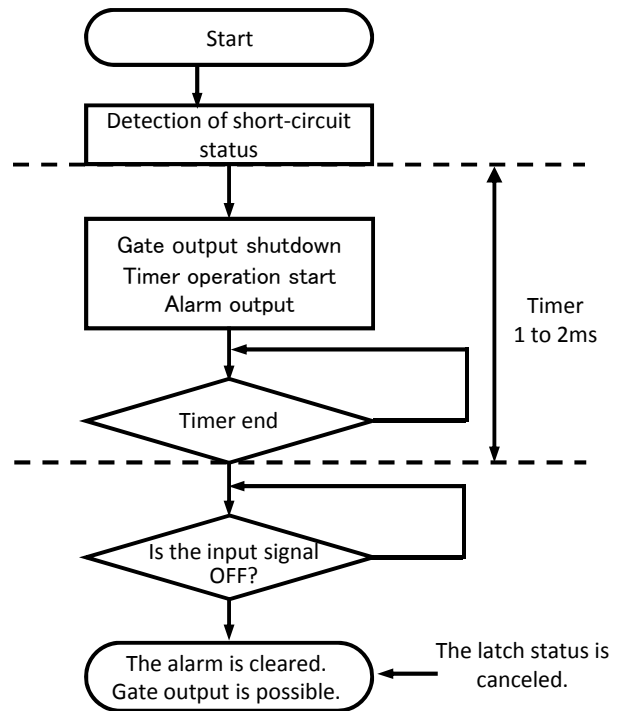 Start
Detection of short-circuit
status
Gate output shutdown
Timer operation start
Alarm output
Timer
1 to 2ms
Timer end
Is the input signal
OFF?
The alarm is cleared.
Gate output is possible.
The latch status is
canceled.